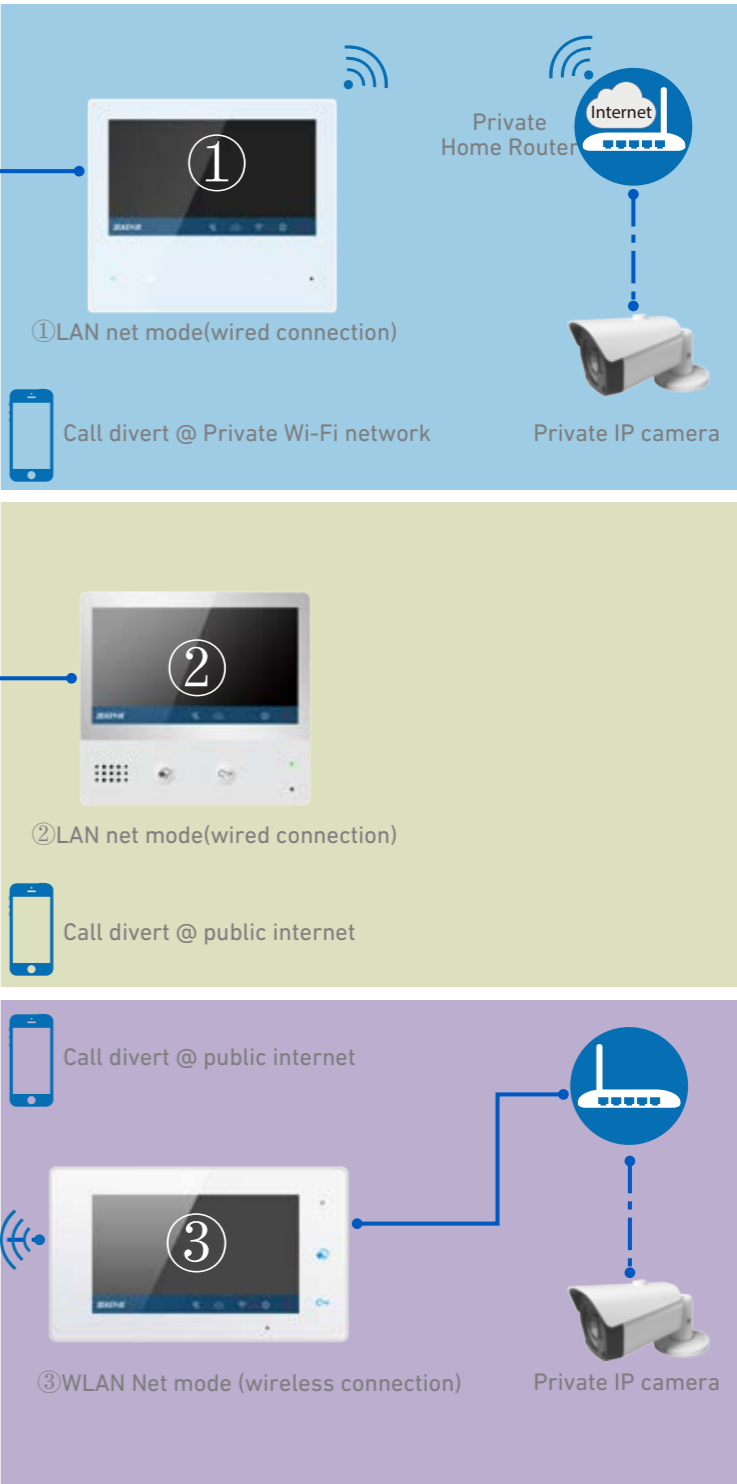 Internet
Private
Home Router
①
①LAN net mode(wired connection)
Call divert @ Private Wi-Fi network
Private IP camera
②
②LAN net mode(wired connection)
Call divert @ public internet
Call divert @ public internet
③
③WLAN Net mode (wireless connection)
Private IP camera